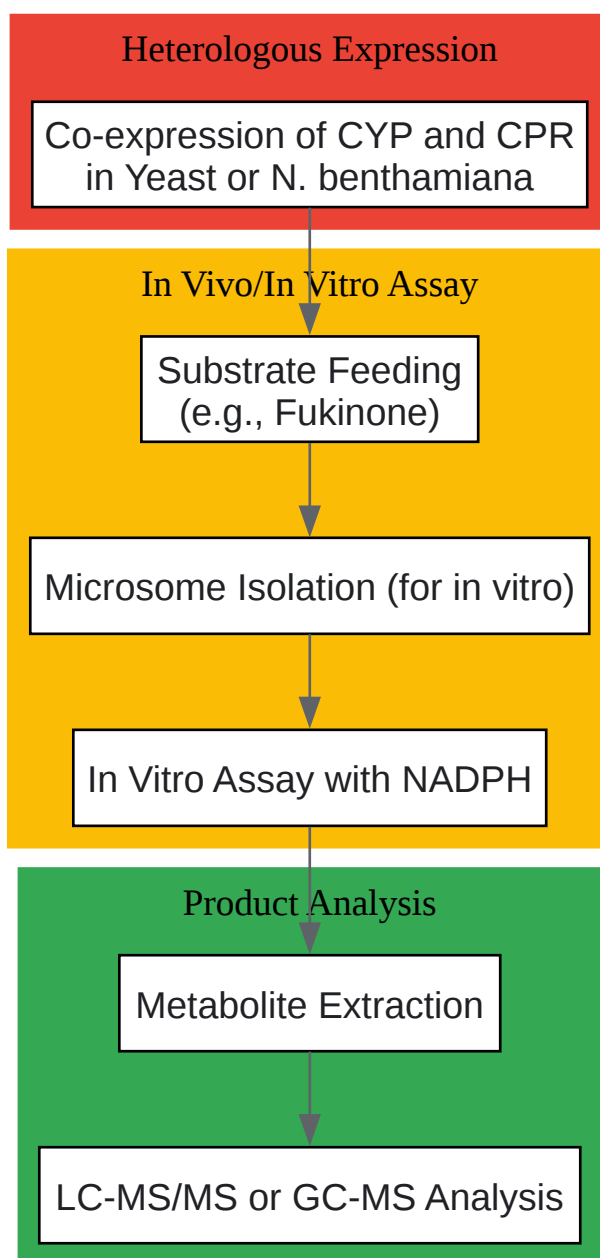 Heterologous Expression
Co-expression of CYP and CPR
in Yeast or N. benthamiana
In Vivo/In Vitro Assay
Substrate Feeding
(e.g., Fukinone)
Microsome Isolation (for in vitro)
In Vitro Assay with NADPH
Product Analysis
Metabolite Extraction
LC-MS/MS or GC-MS Analysis